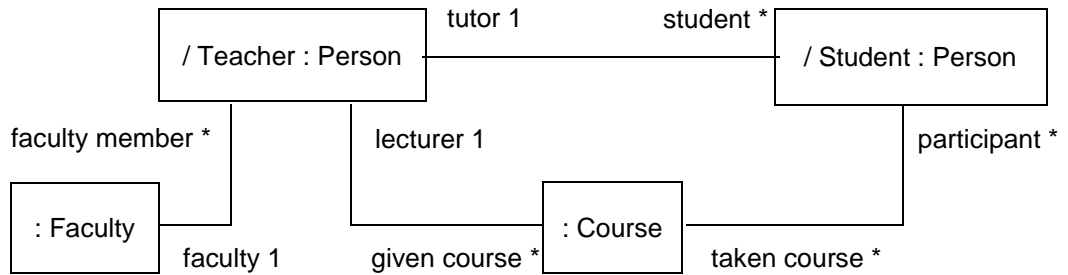 tutor 1
student *
/ Teacher : Person
/ Student : Person
faculty member *
lecturer 1
participant *
: Faculty
: Course
faculty 1
given course *
taken course *